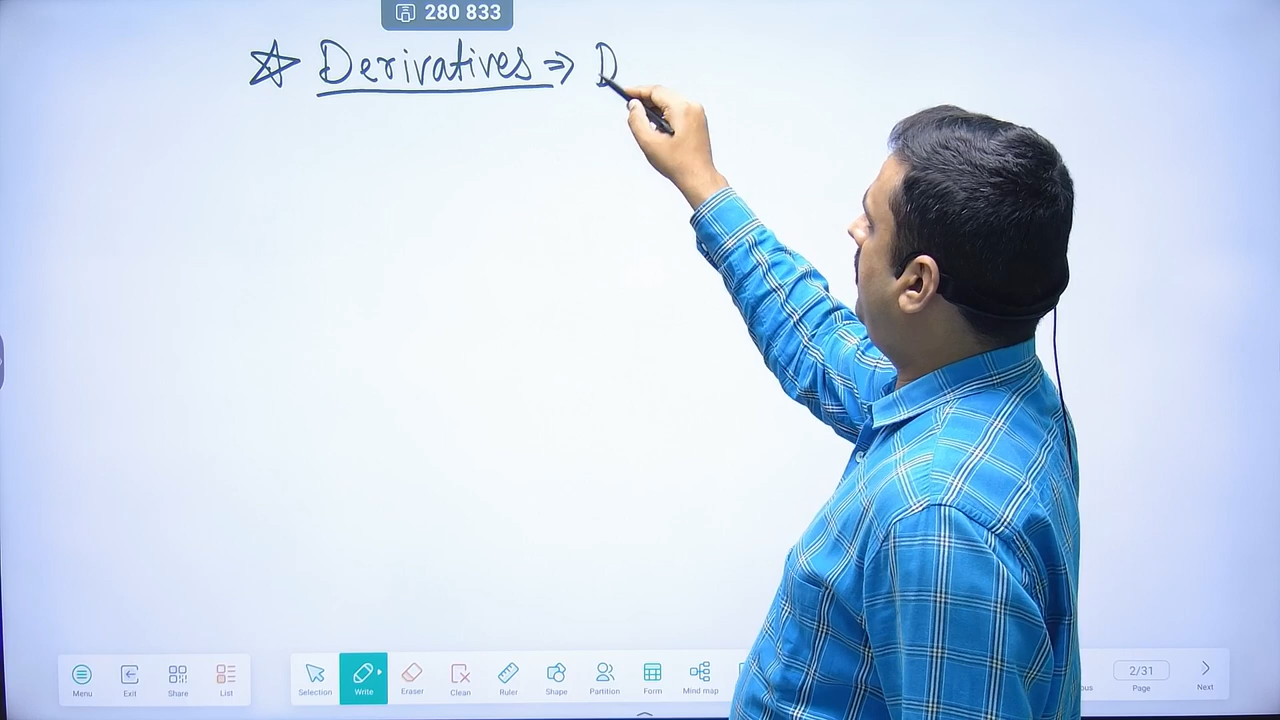 280 833
☆ Derivatives ⇒ D
Menu Exit Share List Selection Write Eraser Clean Ruler Shape Partition Form Mind map ous 2/31 Page Next